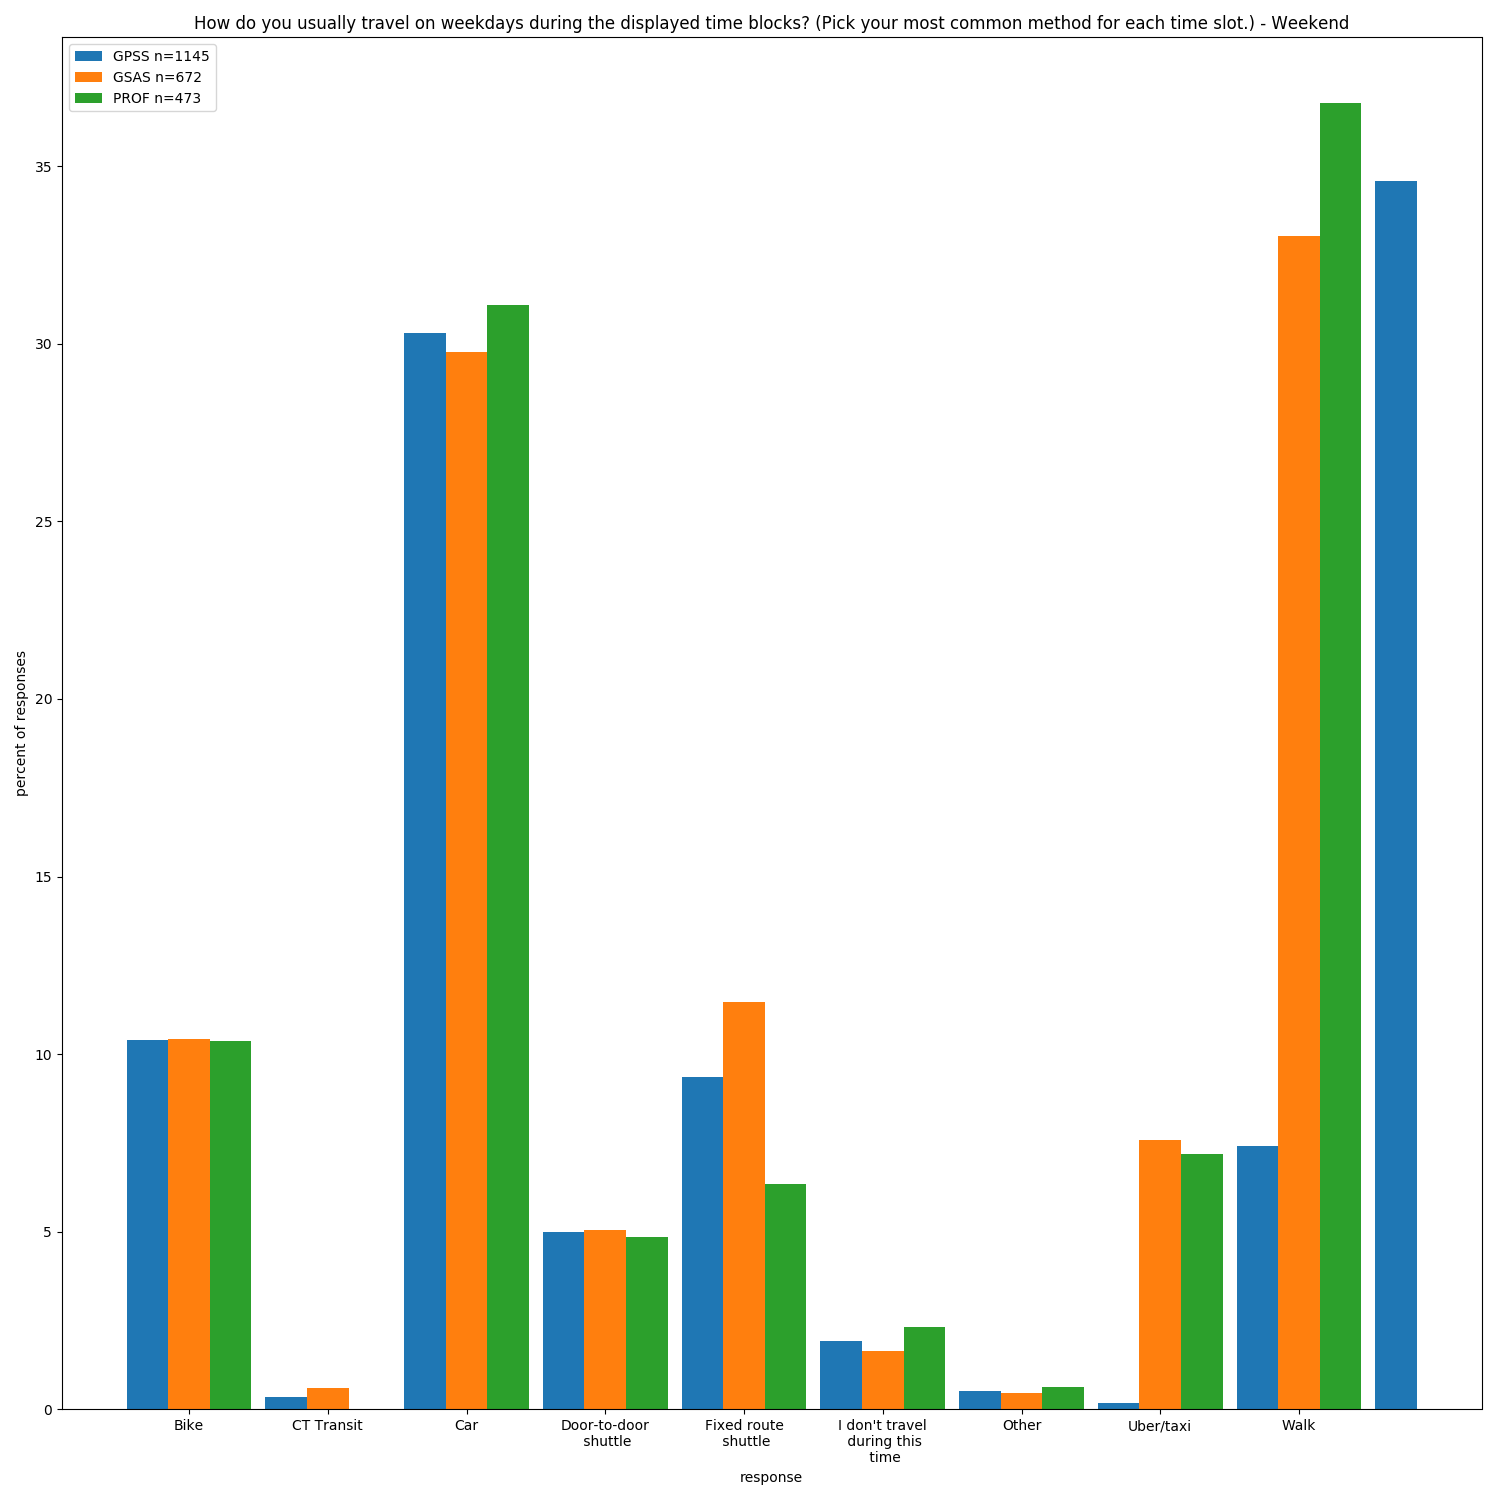 How do you usually travel on weekdays during the displayed time blocks? (Pick your most common method for each time slot.) - Weekend
GPSS n=1145
GSAS n=672
PROF n=473
percent of responses
35
30
25
20
15
10
5
0
Bike
CT Transit
Car
Door-to-door
shuttle
Fixed route
shuttle
I don't travel
during this
time
Other
Uber/taxi
Walk
response